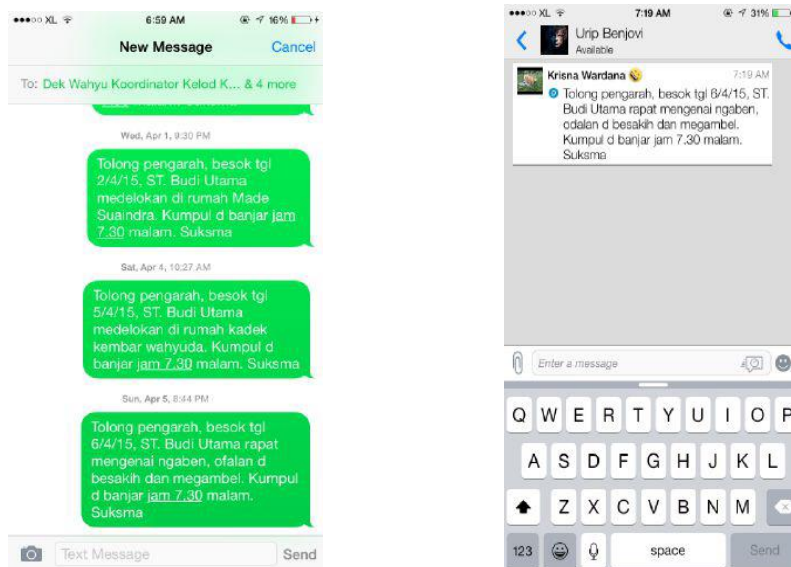 XL 6:59 AM 16%
New Message Cancel
To: Dek Wahyu Koordinator Kelod K... & 4 more
Wed, Apr 1, 9:30 PM
Tolong pengarah, besok tgl
2/4/15, ST. Budi Utama
medelokan di rumah Made
Suaindra. Kumpul d banjar jam
7.30 malam. Suksma
Sat, Apr 4, 10:27 AM
Tolong pengarah, besok tgl
5/4/15, ST. Budi Utama
medelokan di rumah kadek
kembar wahyuda. Kumpul d
banjar jam 7.30 malam. Suksma
Sun, Apr 5, 8:44 PM
Tolong pengarah, besok tgl
6/4/15, ST. Budi Utama rapat
mengenai ngaben, ofalan d
besakih dan megambel. Kumpul
d banjar jam 7.30 malam.
Suksma
Text Message Send
XL 7:19 AM 31%
Urip Benjovi
Available
Krisna Wardana 7:19 AM
Tolong pengarah, besok tgl 6/4/15, ST.
Budi Utama rapat mengenai ngaben,
odalan d besakih dan megambel.
Kumpul d banjar jam 7.30 malam.
Suksma
Enter a message
Q W E R T Y U I O P
A S D F G H J K L
Z X C V B N M
123 space Send